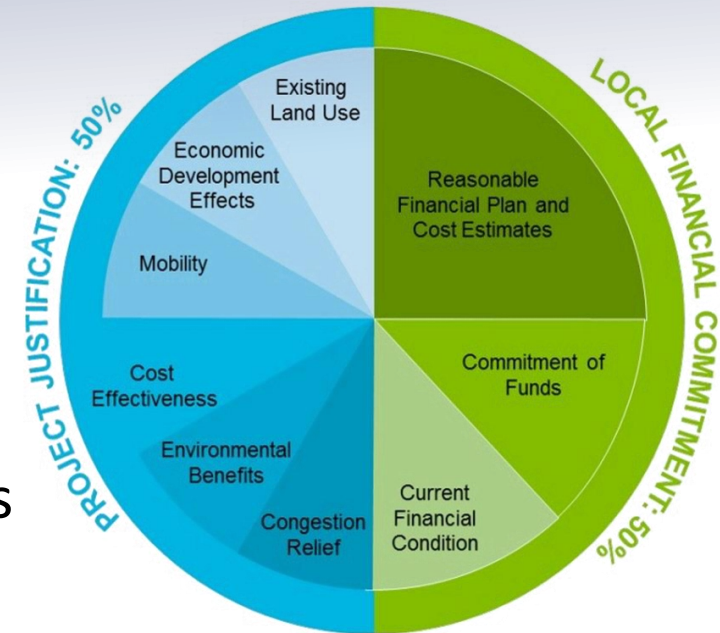 PROJECT JUSTIFICATION: 50%
LOCAL FINANCIAL COMMITMENT: 50%
Existing
Land Use
Economic
Development
Effects
Mobility
Cost
Effectiveness
Environmental
Benefits
Congestion
Relief
Reasonable
Financial Plan and
Cost Estimates
Commitment of
Funds
Current
Financial
Condition
s